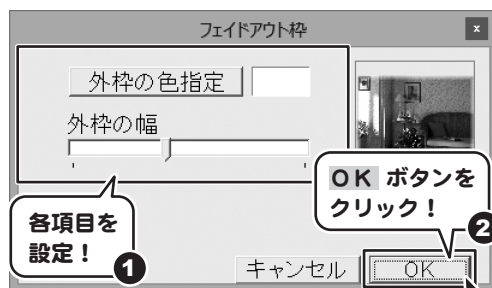 フェイドアウト枠
x
外枠の色指定
外枠の幅
OK ボタンを
クリック！
2
各項目を
設定！
1
キャンセル
OK